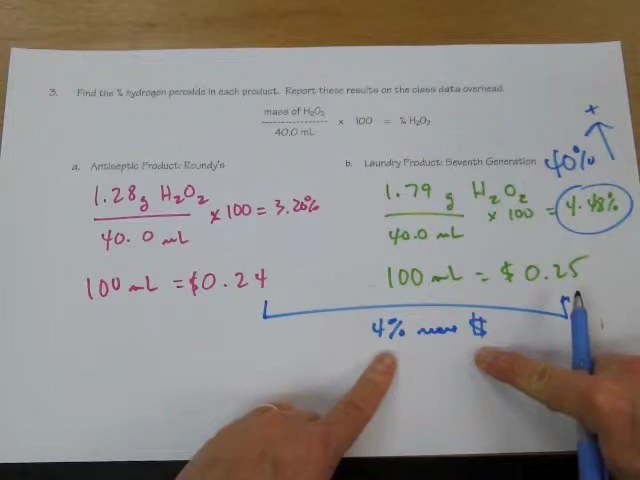 3. Find the % hydrogen peroxide in each product. Report these results on the class data overhead.
mass of H₂O₂
40.0 mL
x 100 = % H₂O₂
a. Antiseptic Product: Roundy's
1.28g H₂O₂
40.0 mL
x 100 = 3.20%
100 mL = $0.24
b. Laundry Product: Seventh Generation
40%
+
1.79 g H₂O₂
40.0 mL
x 100 = 4.48%
100 mL = $0.25
4% more $